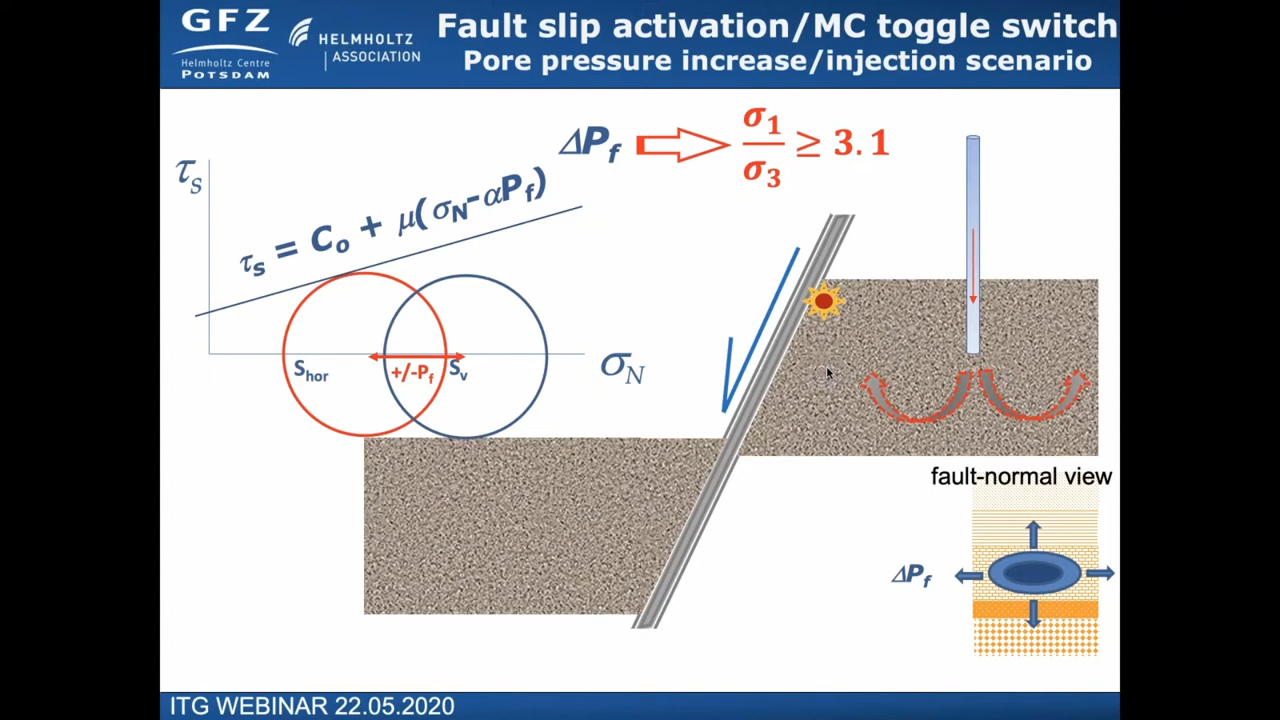 GFZ
Helmholtz Centre
POTSDAM
HELMHOLTZ
ASSOCIATION
Fault slip activation/MC toggle switch
Pore pressure increase/injection scenario
ΔPf σ1/σ3 ≥ 3.1
τs
τs = Co + μ(σN-αPf)
Shor
+/-Pf
Sv
σN
fault-normal view
ΔPf
ITG WEBINAR 22.05.2020